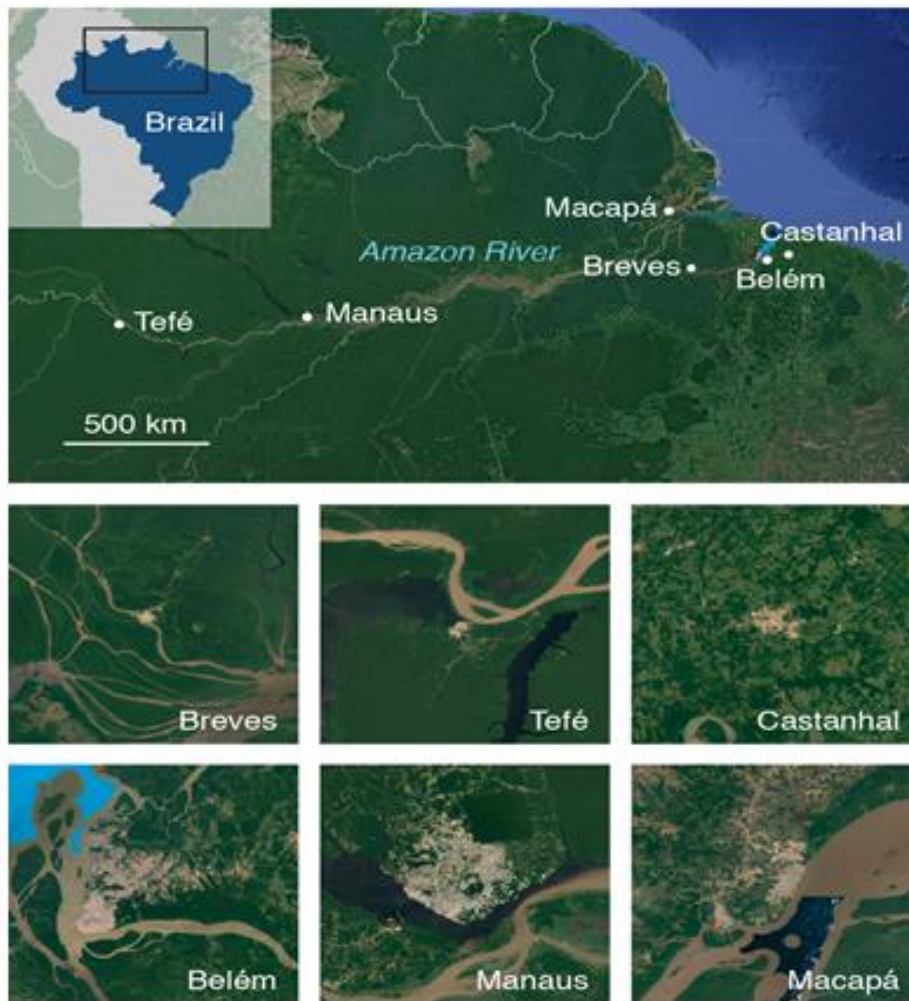 Brazil
Macapá
Castanhal
Amazon River
Breves
Belém
Manaus
Tefé
500 km
Breves
Tefé
Castanhal
Belém
Manaus
Macapá